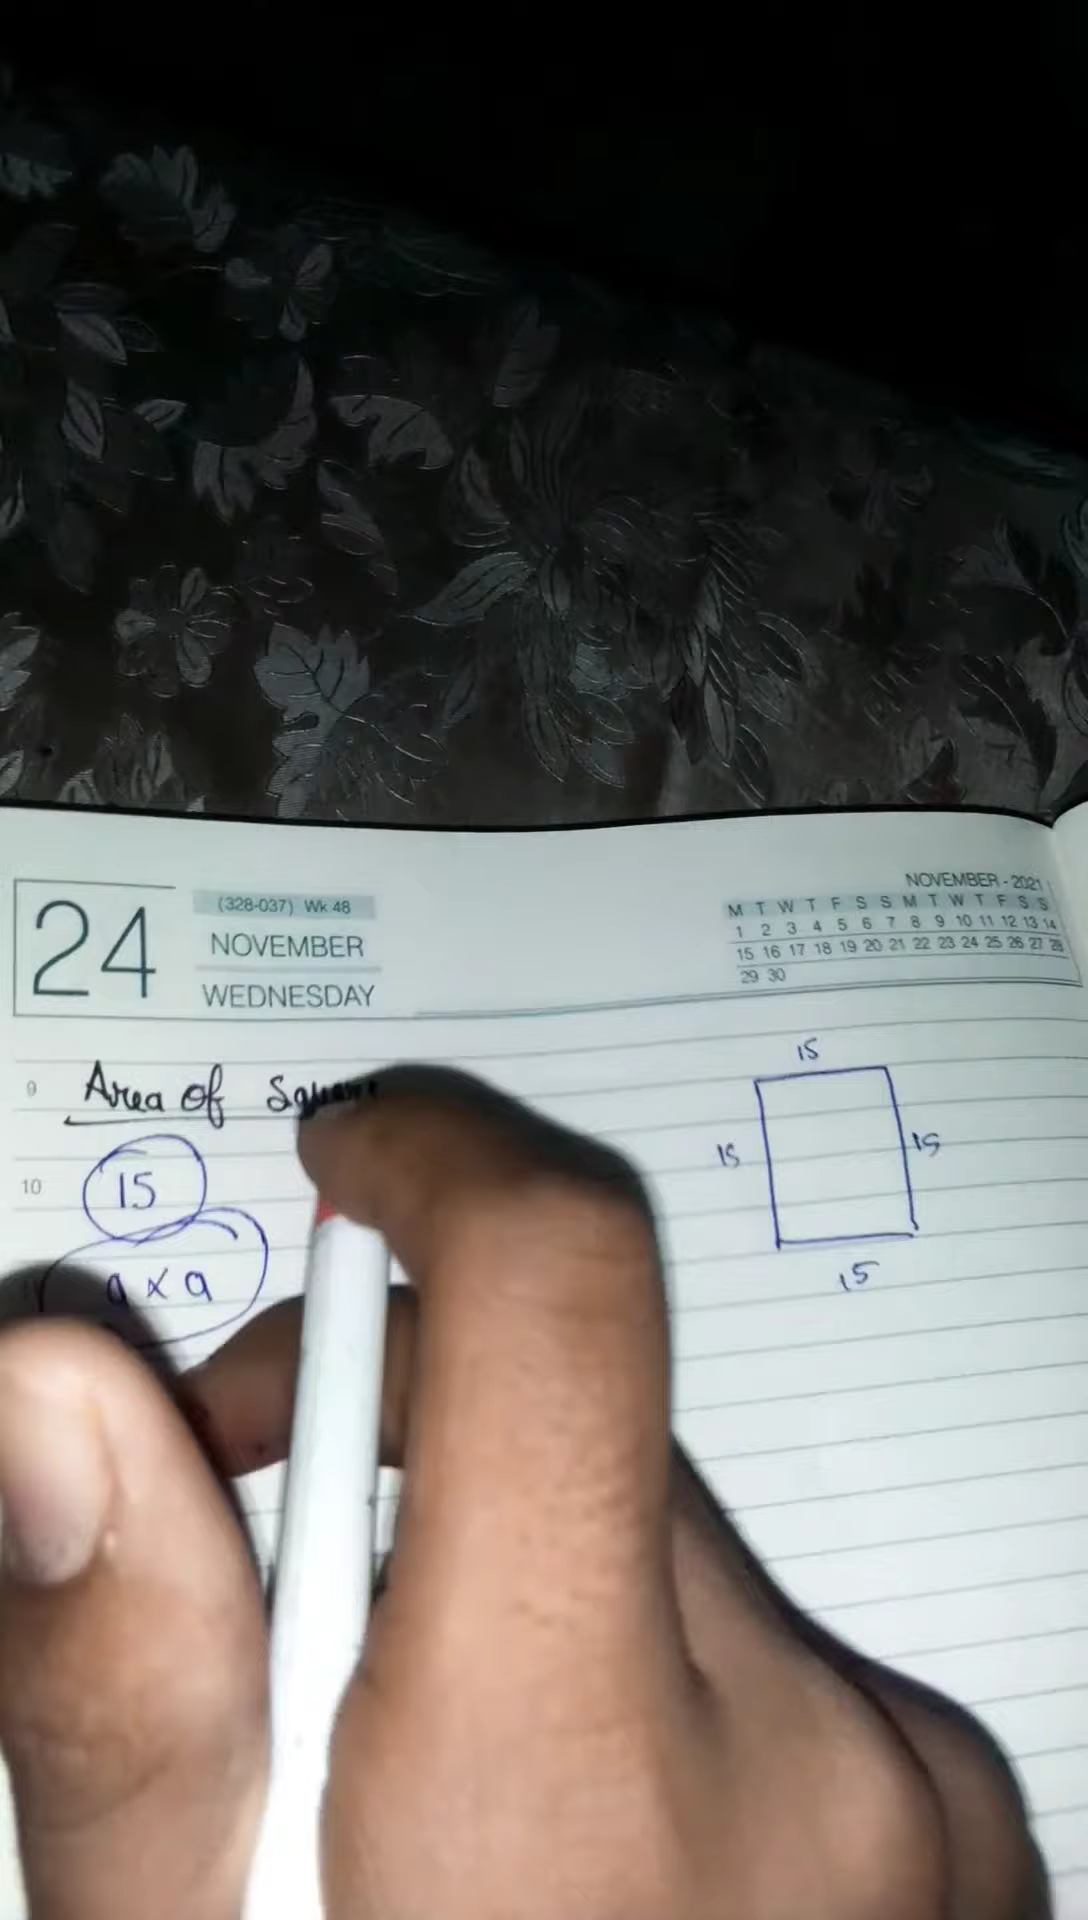 24
(328-037) Wk 48
NOVEMBER
WEDNESDAY
NOVEMBER - 2021
M T W T F S S M T W T F S S
1 2 3 4 5 6 7 8 9 10 11 12 13 14
15 16 17 18 19 20 21 22 23 24 25 26 27 28
29 30
9
Area of Square
10
15
a x a
15
15
15
15